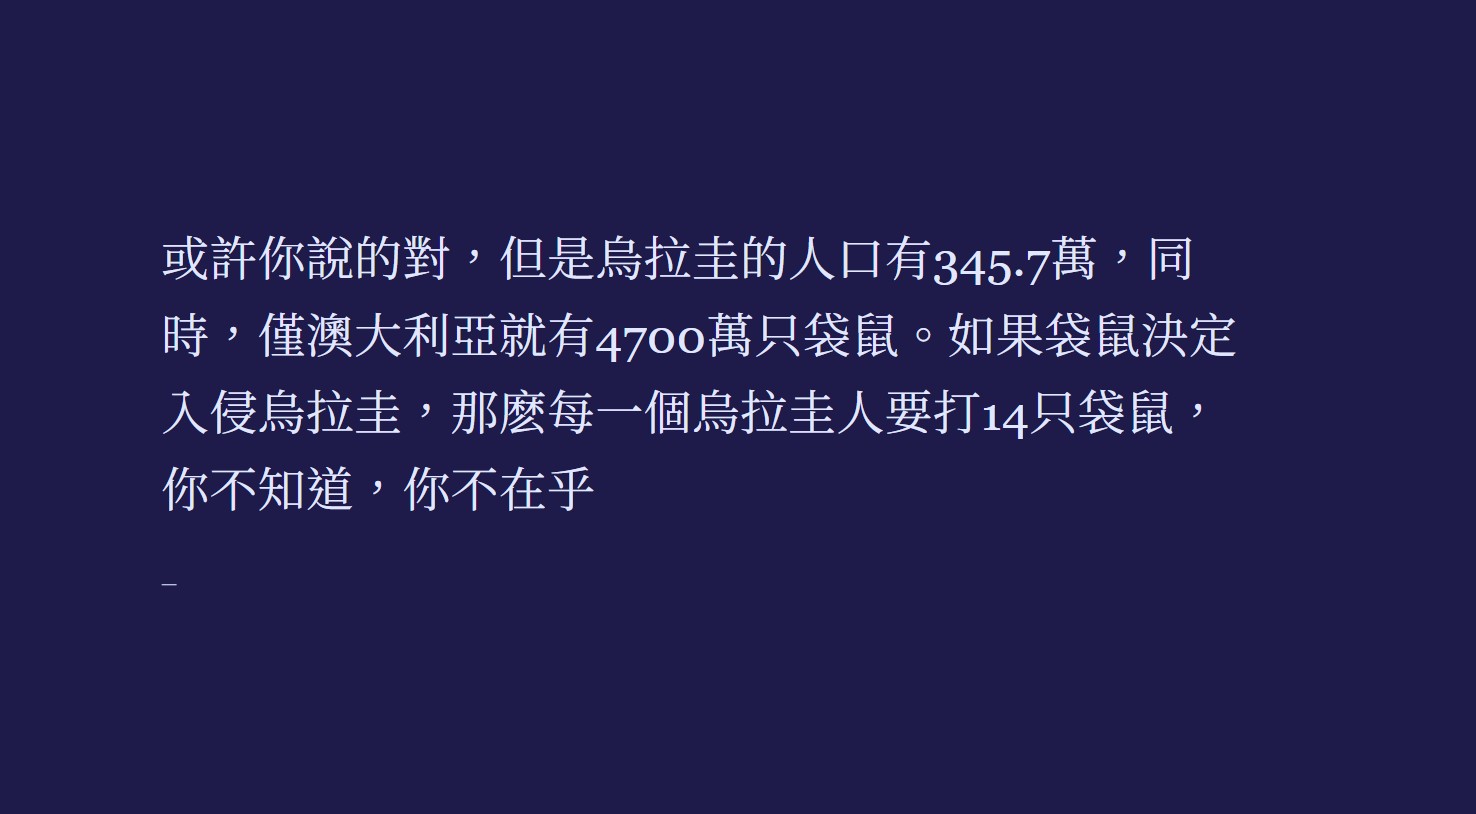 或許你說的對，但是烏拉圭的人口有345.7萬，同
時，僅澳大利亞就有4700萬只袋鼠。如果袋鼠決定
入侵烏拉圭，那麽每一個烏拉圭人要打14只袋鼠，
你不知道，你不在乎
_